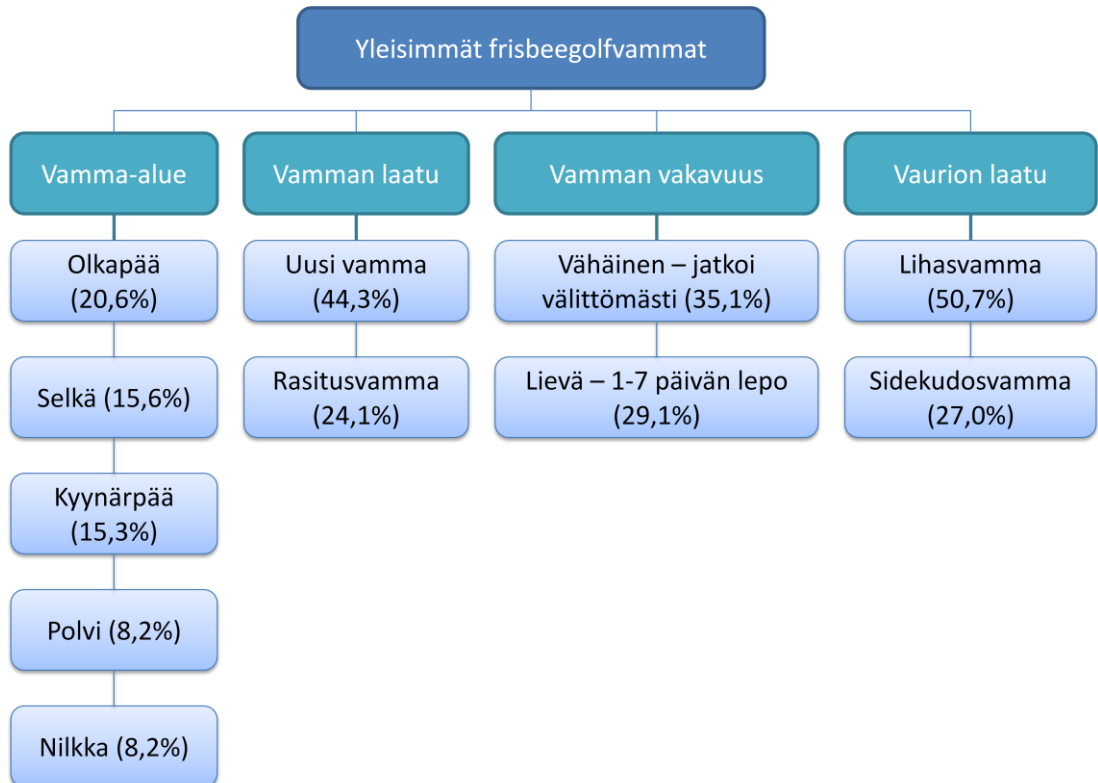 Yleisimmät frisbeegolfvammat
Vamma-alue
Olkapää
(20,6%)
Selkä (15,6%)
Kyynärpää
(15,3%)
Polvi (8,2%)
Nilkka (8,2%)
Vamman laatu
Uusi vamma
(44,3%)
Rasitusvamma
(24,1%)
Vamman vakavuus
Vähäinen – jatkoi
välittömästi (35,1%)
Lievä – 1-7 päivän lepo
(29,1%)
Vaurion laatu
Lihasvamma
(50,7%)
Sidekudosvamma
(27,0%)